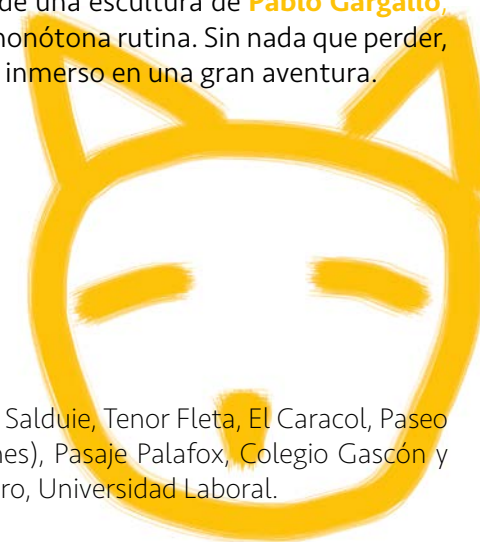 de una escultura de Pablo Gargallo,
monótona rutina. Sin nada que perder,
inmerso en una gran aventura.
Salduie, Tenor Fleta, El Caracol, Paseo
nes), Pasaje Palafox, Colegio Gascón y
ro, Universidad Laboral.